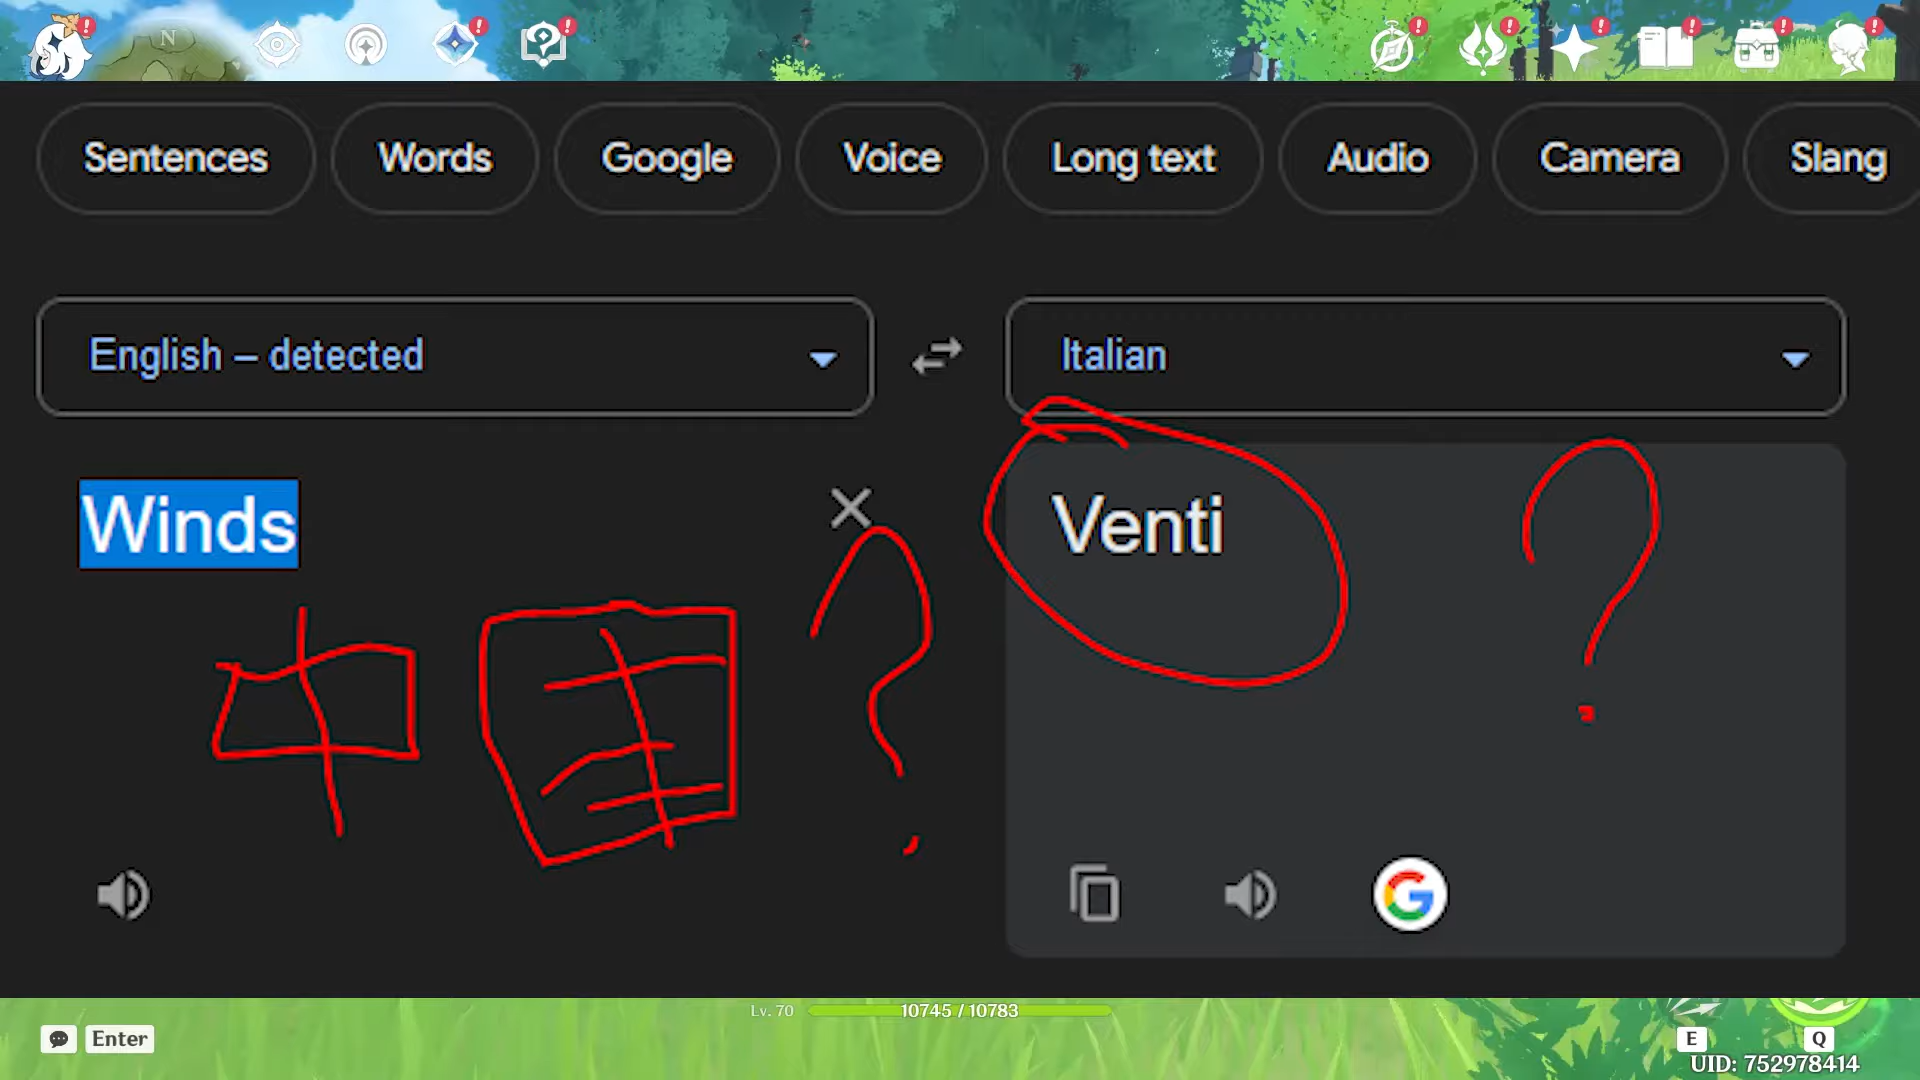 N
Sentences Words Google Voice Long text Audio Camera Slang
English – detected Italian
Winds Venti
中国? ?
Lv. 70 10745 / 10783
Enter E Q
UID: 752978414